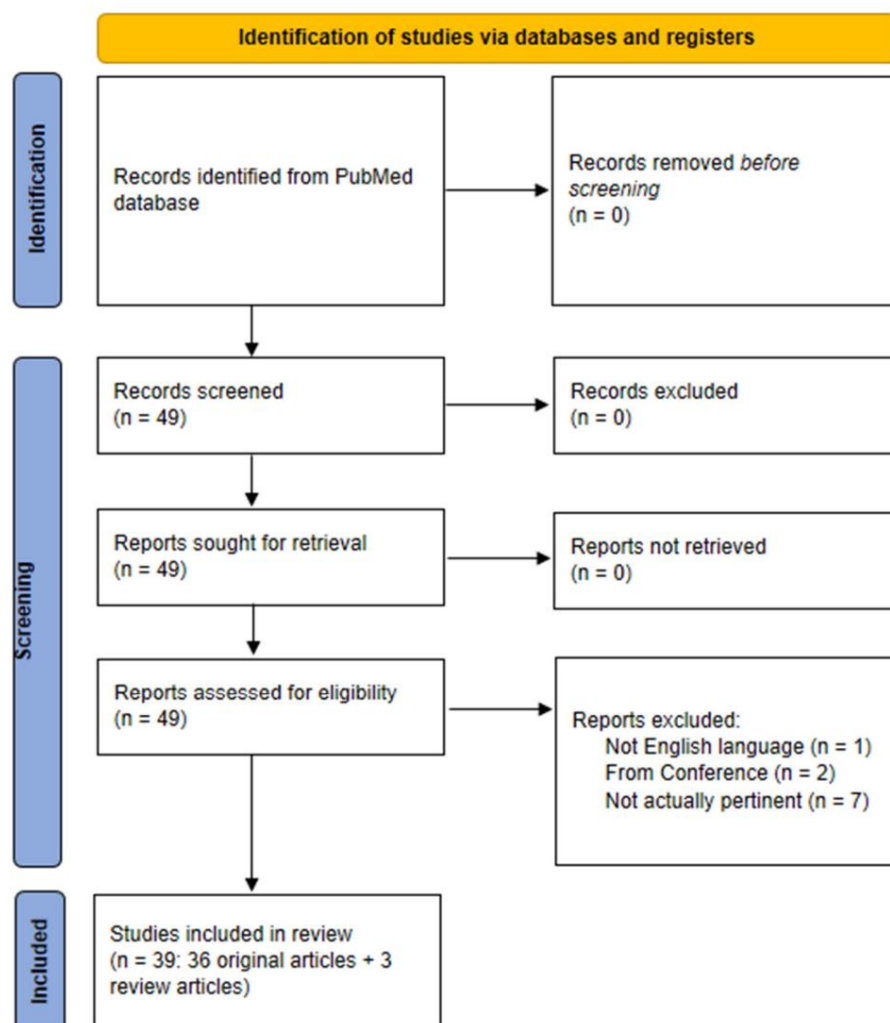 Identification of studies via databases and registers
Identification
Records identified from PubMed
database
Records removed before
screening
(n = 0)
Screening
Records screened
(n = 49)
Records excluded
(n = 0)
Reports sought for retrieval
(n = 49)
Reports not retrieved
(n = 0)
Reports assessed for eligibility
(n = 49)
Reports excluded:
Not English language (n = 1)
From Conference (n = 2)
Not actually pertinent (n = 7)
Included
Studies included in review
(n = 39: 36 original articles + 3
review articles)